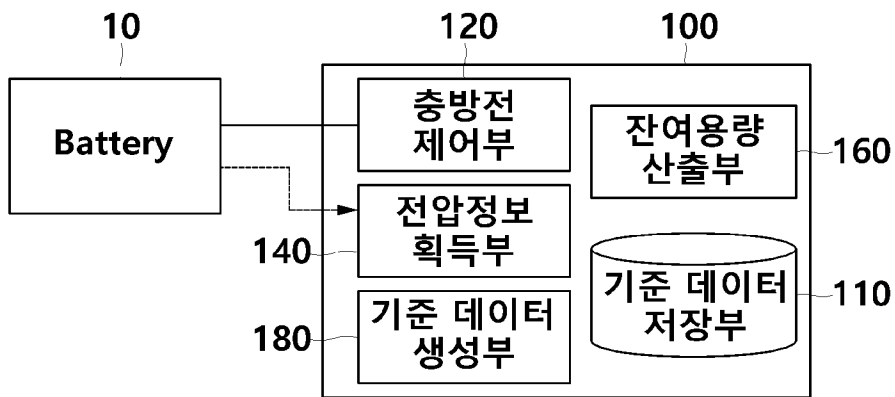 10
120
100
Battery
충방전
제어부
잔여용량
산출부
160
전압정보
획득부
140
기준 데이터
저장부
110
기준 데이터
생성부
180